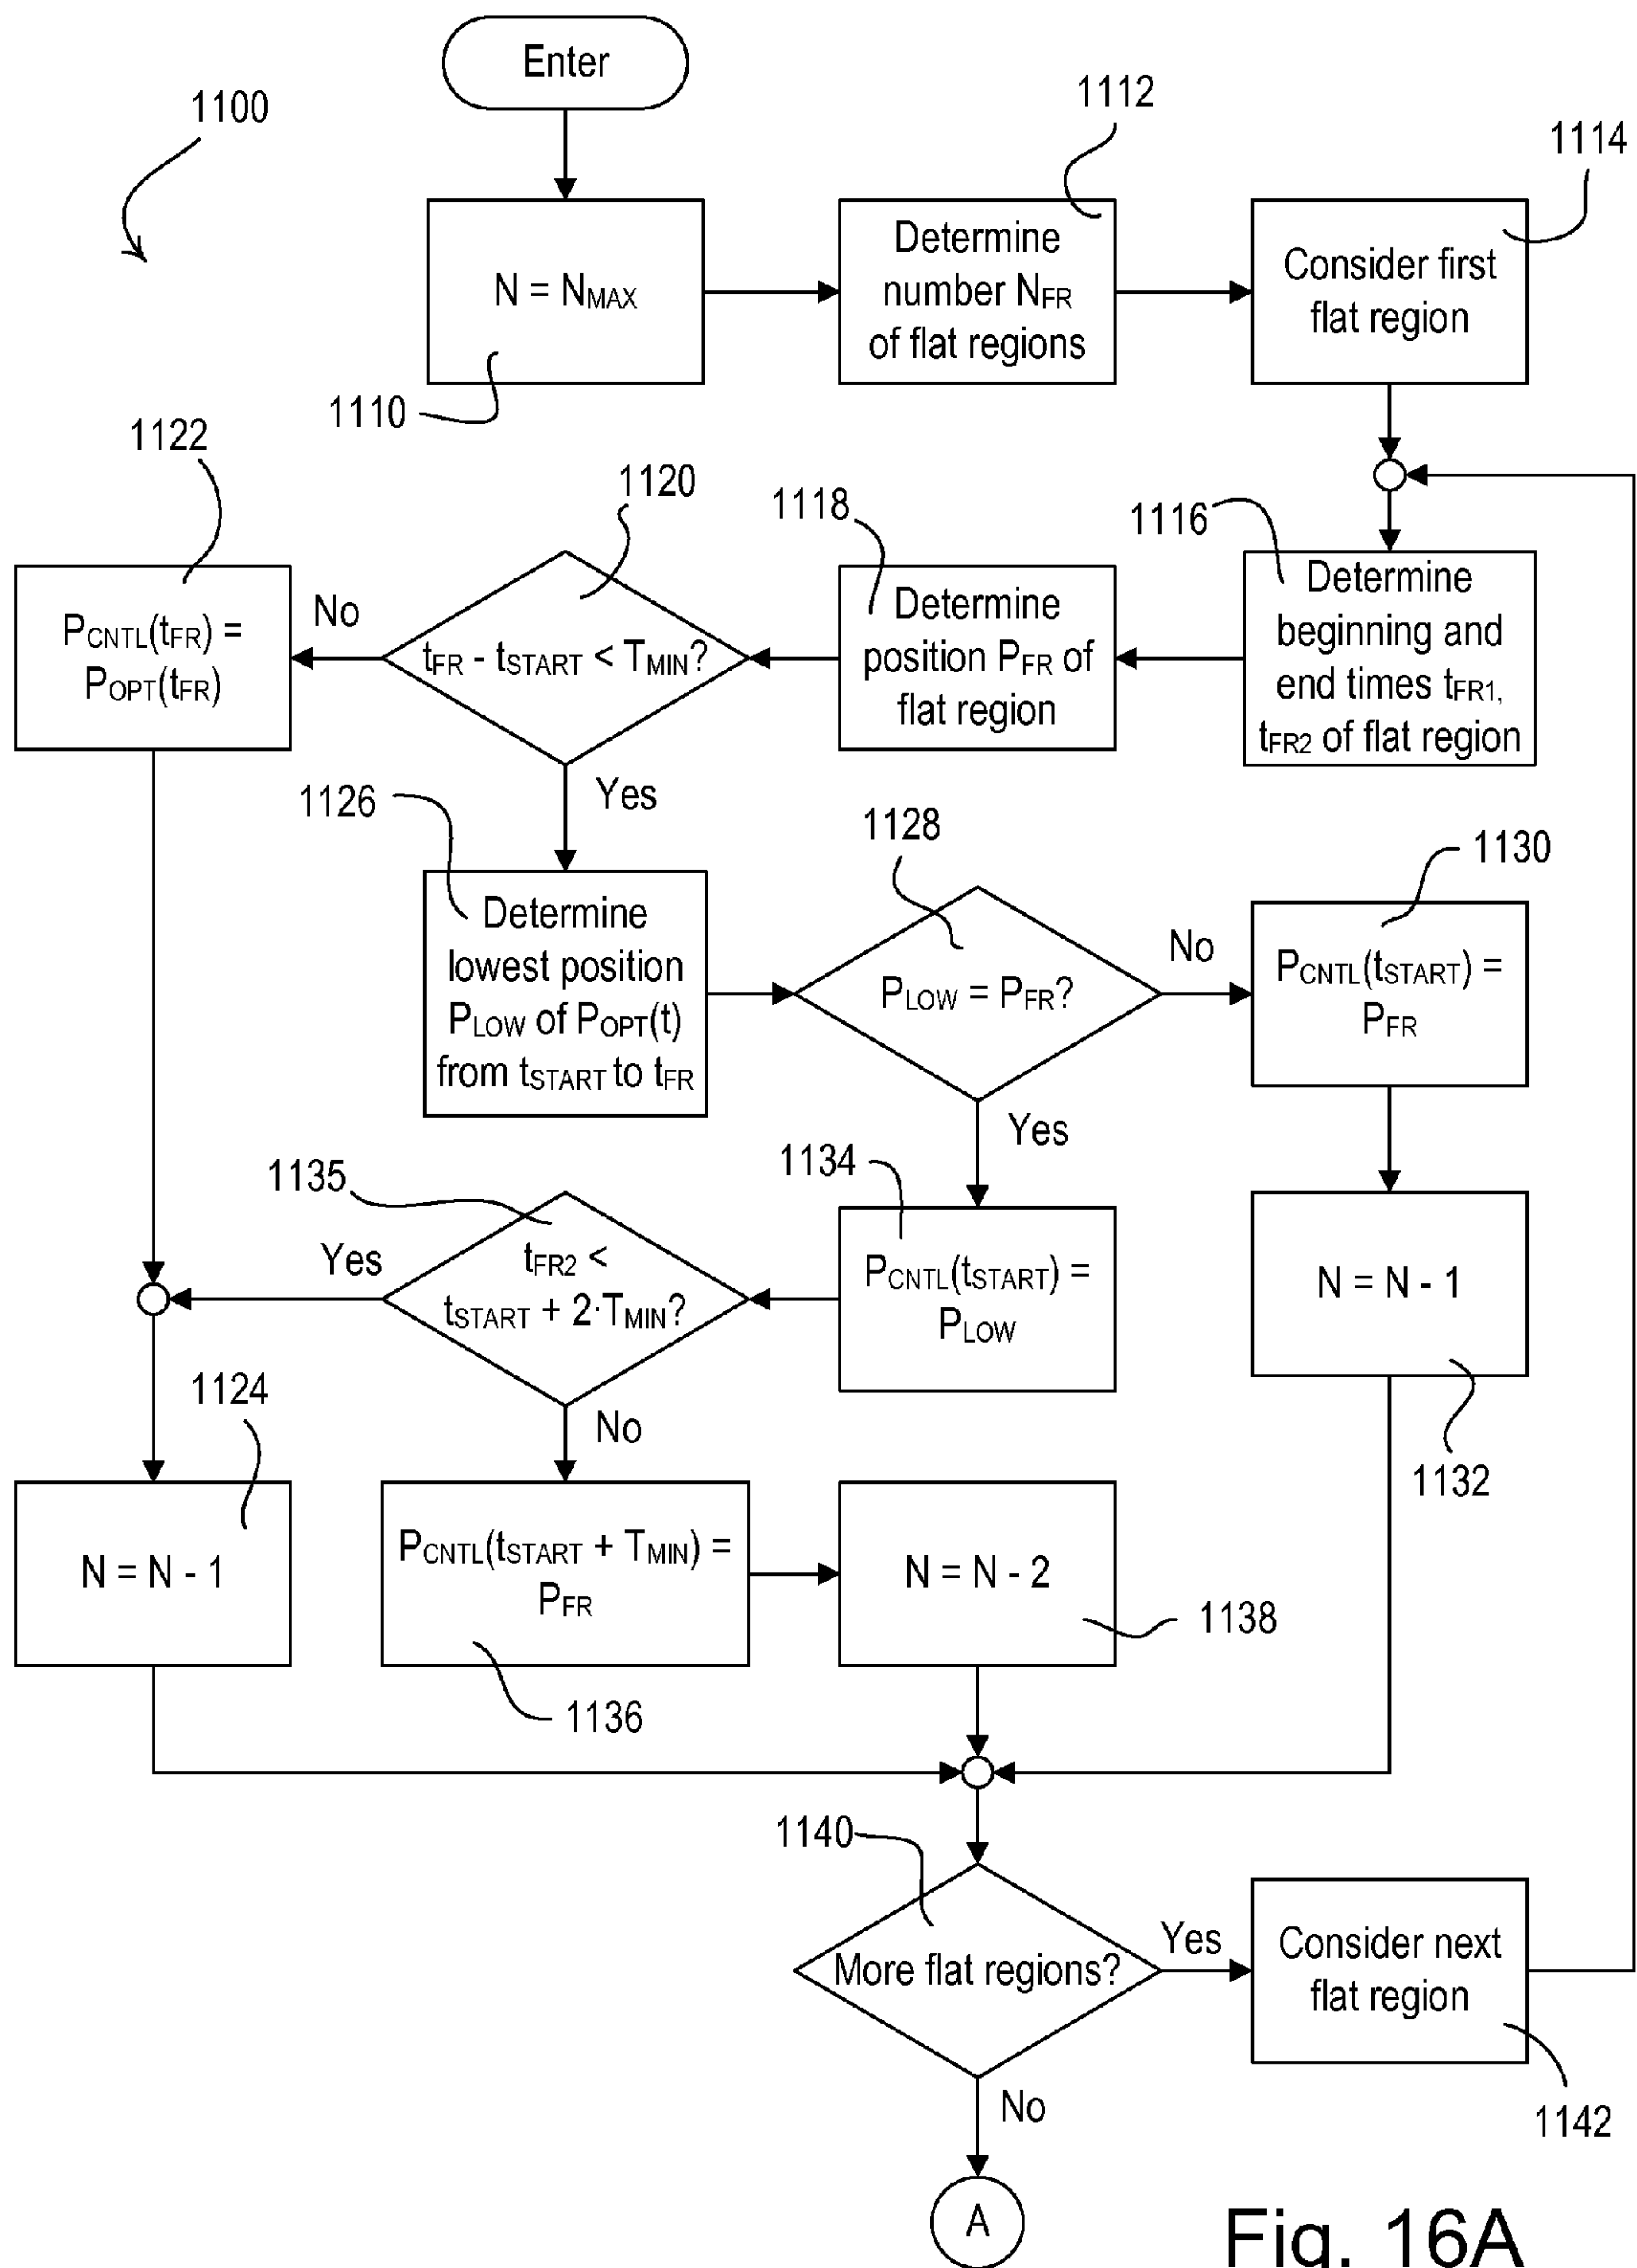 Enter
1100
1112
1114
N = NMAX
Determine
number NFR
of flat regions
Consider first
flat region
1110
1122
1120
1118
1116
PCNTL(tFR) =
POPT(tFR)
No
tFR - tSTART < TMIN?
Determine
position PFR of
flat region
Determine
beginning and
end times tFR1,
tFR2 of flat region
Yes
1126
1128
1130
Determine
lowest position
PLOW of POPT(t)
from tSTART to tFR
PLOW = PFR?
No
PCNTL(tSTART) =
PFR
Yes
1135
1134
Yes
tFR2 <
tSTART + 2·TMIN?
PCNTL(tSTART) =
PLOW
N = N - 1
1124
No
1132
N = N - 1
PCNTL(tSTART + TMIN) =
PFR
N = N - 2
1138
1136
1140
More flat regions?
Yes
Consider next
flat region
No
1142
A
Fig. 16A